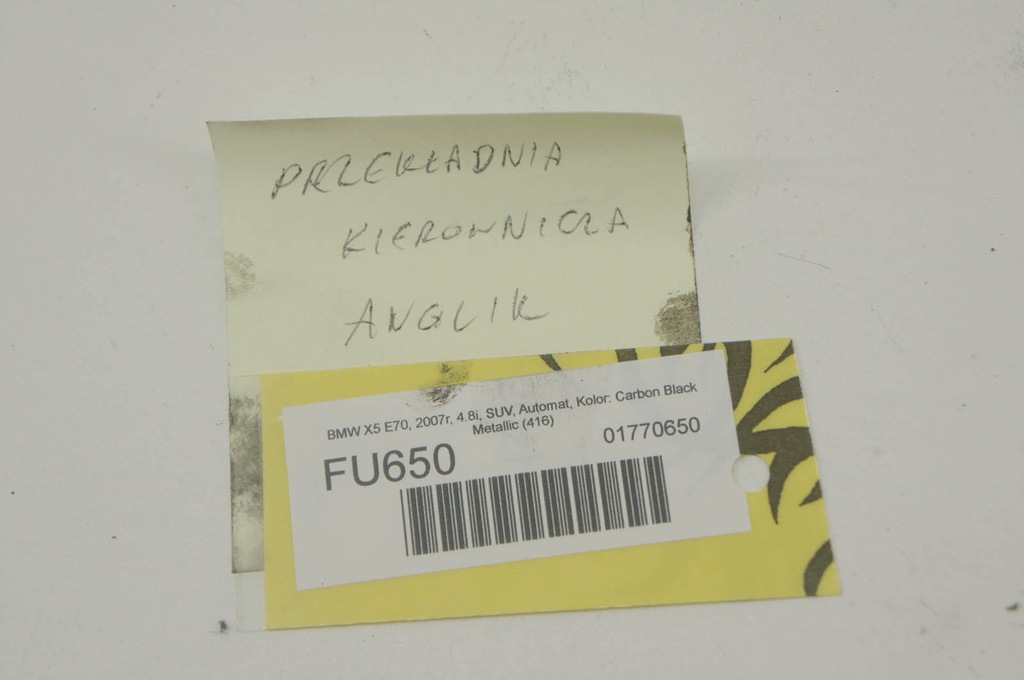 PRZEKŁADNIA
KIEROWNICZA
ANGLIK
BMW X5 E70, 2007r, 4.8i, SUV, Automat, Kolor: Carbon Black
Metallic (416)
FU650
01770650